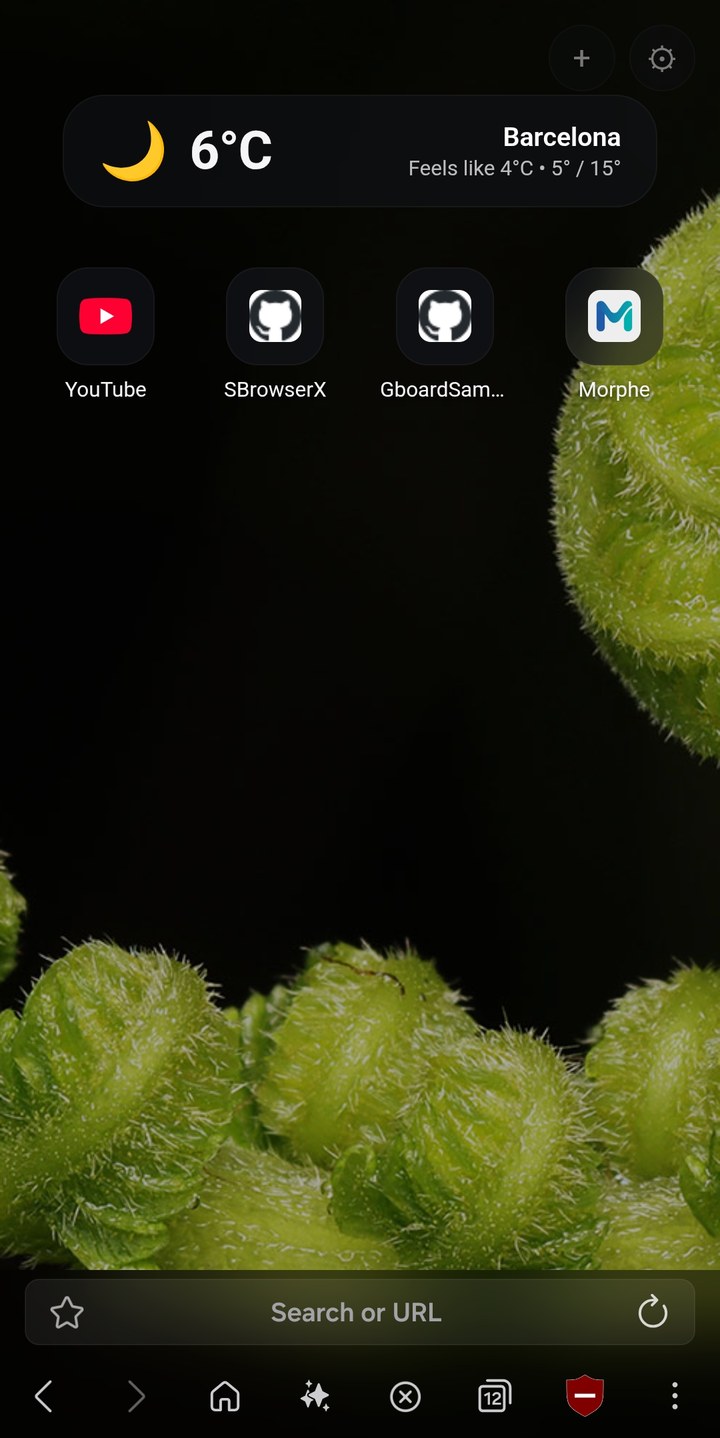 6°C
Barcelona
Feels like 4°C • 5° / 15°
YouTube
SBrowserX
GboardSam...
Morphe
Search or URL
12